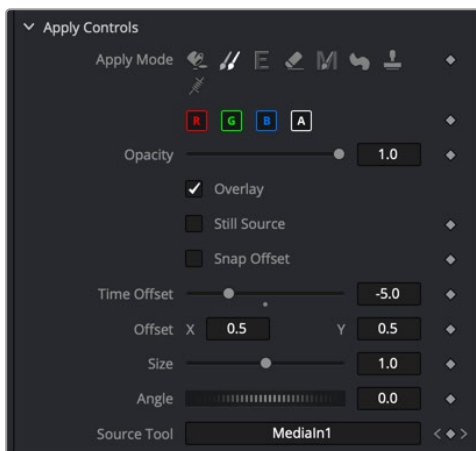 Apply Controls
Apply Mode E M
R G B A
Opacity 1.0
Overlay
Still Source
Snap Offset
Time Offset -5.0
Offset X 0.5 Y 0.5
Size 1.0
Angle 0.0
Source Tool MediaIn1